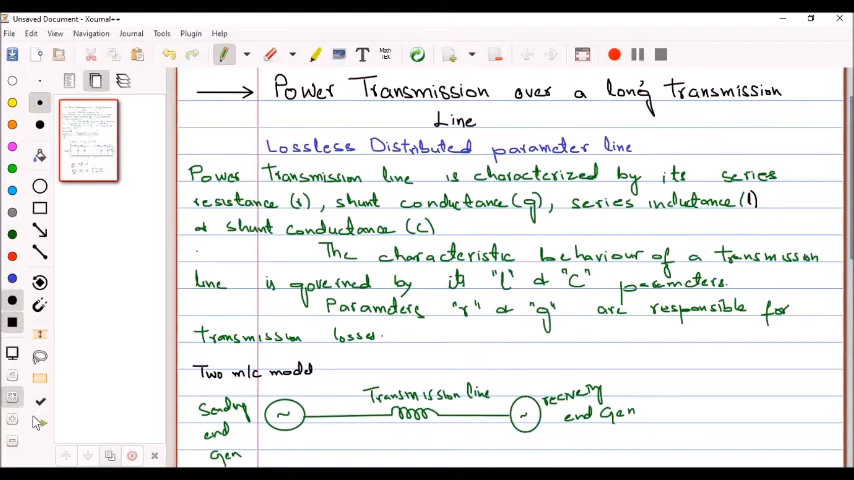 Unsaved Document - Xournal++
File Edit View Navigation Journal Tools Plugin Help
T
Math
TEX
→ Power Transmission over a long transmission
Line
Lossless Distributed parameter line
Power Transmission line is characterized by its series
resistance (r), shunt conductance (g), series inductance (l)
& shunt conductance (C)
The characteristic behaviour of a transmission
line is governed by its "l" & "C" parameters.
Paramders "r" & "g" are responsible for
transmission losses.
Two m/c model
Transmission line
Sending
end
Gen
~
~
receiving
end Gen